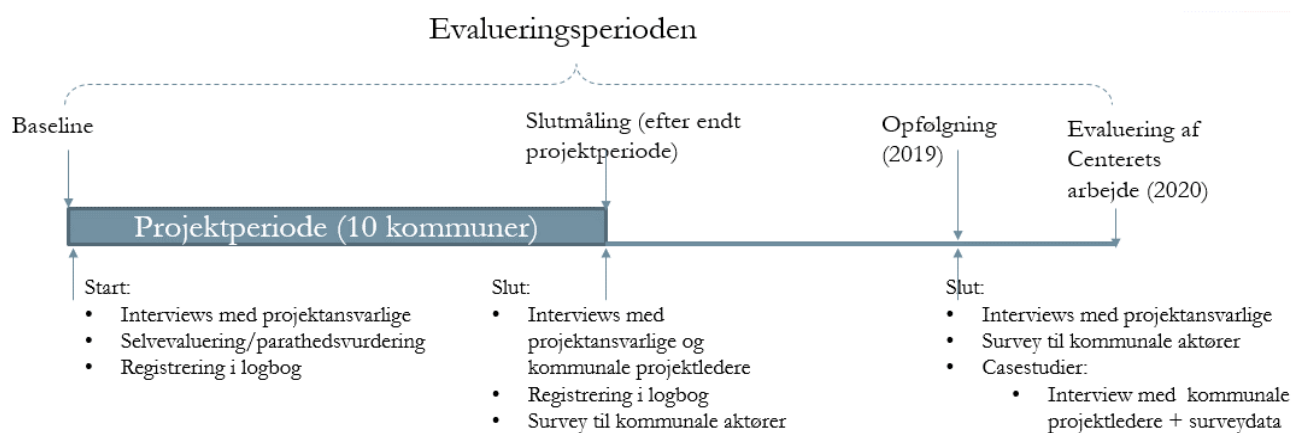 Evalueringsperioden
Baseline
Slutmåling (efter endt
projektperiode)
Opfølgning
(2019)
Evaluering af
Centerets
arbejde (2020)
Projektperiode (10 kommuner)
Start:
• Interviews med projektansvarlige
• Selvevaluering/parathedsvurdering
• Registrering i logbog
Slut:
• Interviews med
projektansvarlige og
kommunale projektledere
• Registrering i logbog
• Survey til kommunale aktører
Slut:
• Interviews med projektansvarlige
• Survey til kommunale aktører
• Casestudier:
• Interview med kommunale
projektledere + surveydata